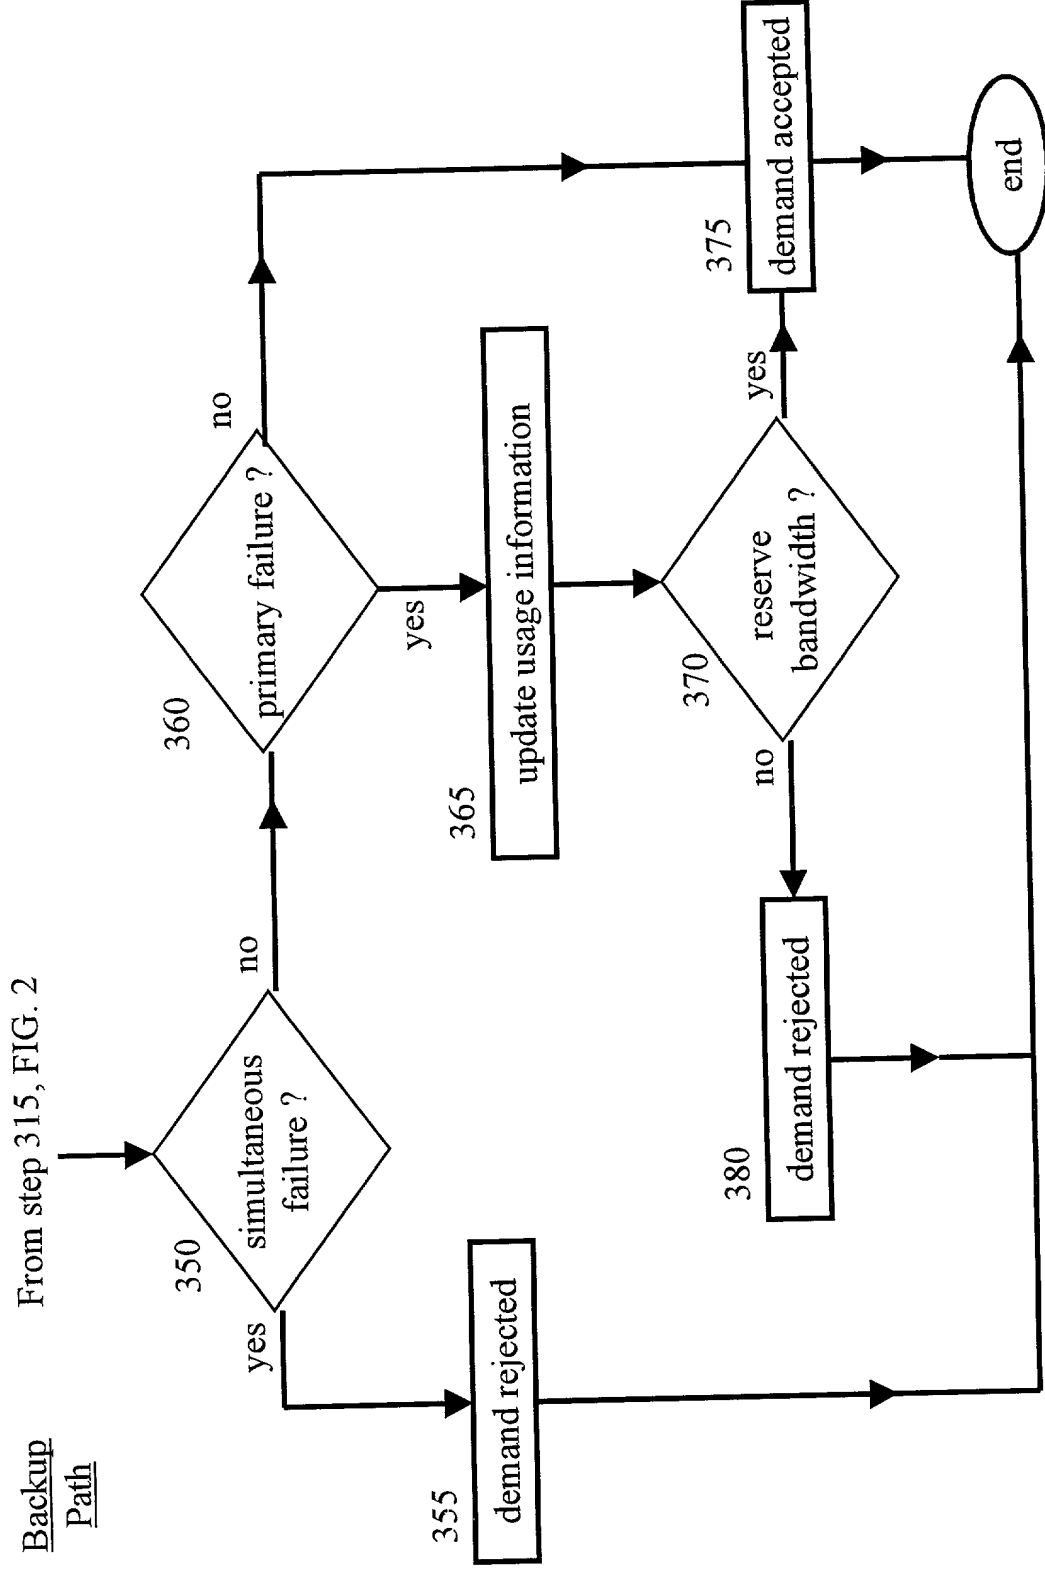 Backup
Path
From step 315, FIG. 2
350
simultaneous
failure ?
yes
no
360
primary failure ?
no
yes
355
demand rejected
365
update usage information
370
reserve
bandwidth ?
no
yes
380
demand rejected
375
demand accepted
end